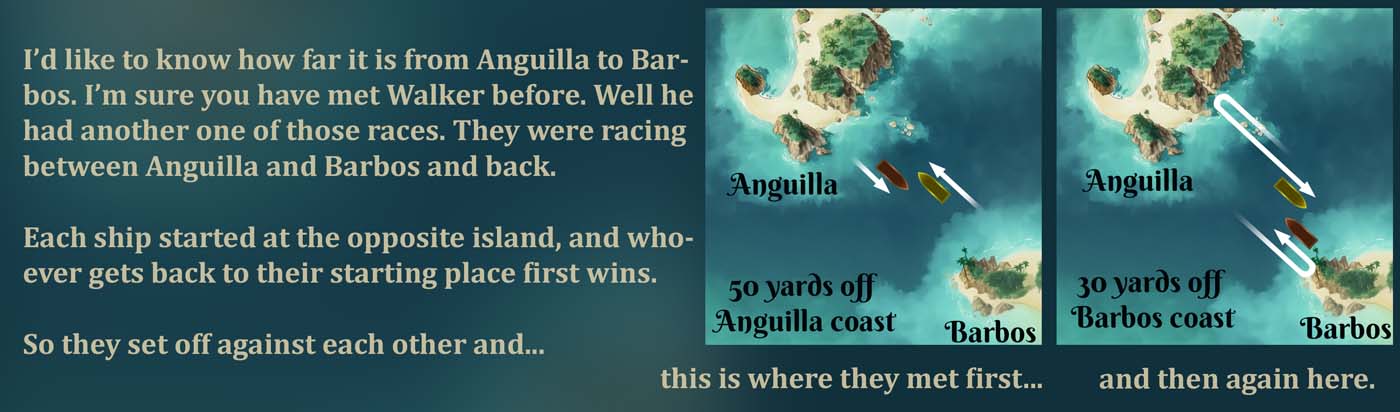 I’d like to know how far it is from Anguilla to Bar-
bos. I’m sure you have met Walker before. Well he
had another one of those races. They were racing
between Anguilla and Barbos and back.
Each ship started at the opposite island, and who-
ever gets back to their starting place first wins.
So they set off against each other and...
Anguilla
50 yards off
Anguilla coast
Barbos
this is where they met first...
Anguilla
30 yards off
Barbos coast
Barbos
and then again here.